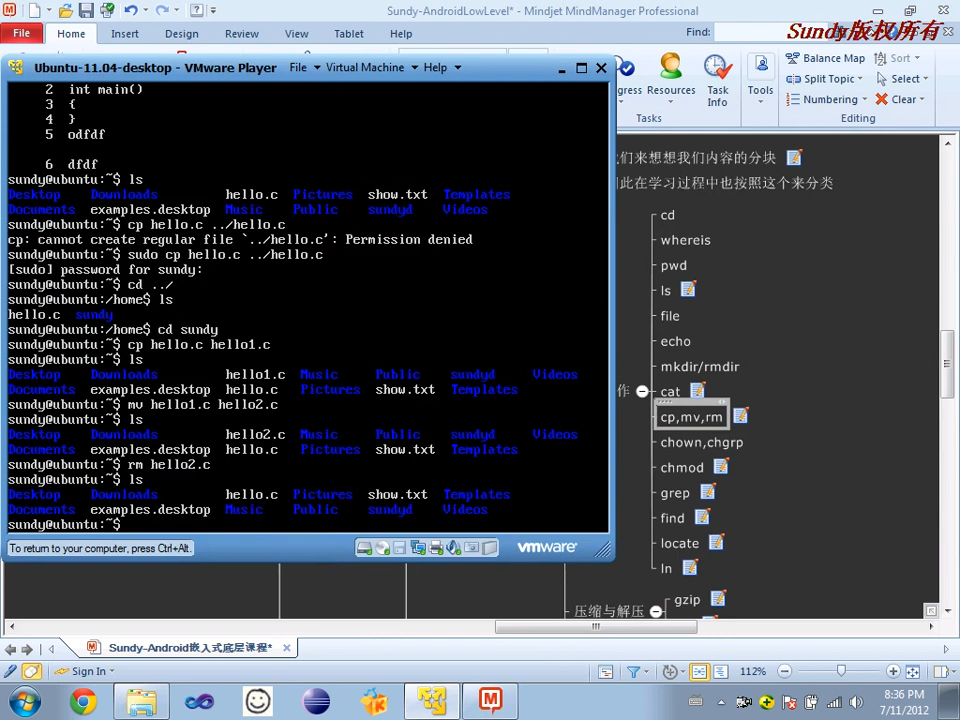 Sundy-AndroidLowLevel* - Mindjet MindManager Professional
File Home Insert Design Review View Tablet Help
Find:
Sundy版权所有
Ubuntu-11.04-desktop - VMware Player File Virtual Machine Help
Resources
Task Info
Tools
Balance Map
Split Topic
Numbering
Sort
Select
Clear
Tasks
Editing
2 int main()
3 {
4 }
5 odfdf
6 dfdf
sundy@ubuntu:~$ ls
Desktop Downloads hello.c Pictures show.txt Templates
Documents examples.desktop Music Public sundyd Videos
sundy@ubuntu:~$ cp hello.c ../hello.c
cp: cannot create regular file `../hello.c': Permission denied
sundy@ubuntu:~$ sudo cp hello.c ../hello.c
[sudo] password for sundy:
sundy@ubuntu:~$ cd ../
sundy@ubuntu:/home$ ls
hello.c sundy
sundy@ubuntu:/home$ cd sundy
sundy@ubuntu:~$ cp hello.c hello1.c
sundy@ubuntu:~$ ls
Desktop Downloads hello1.c Music Public sundyd Videos
Documents examples.desktop hello.c Pictures show.txt Templates
sundy@ubuntu:~$ mv hello1.c hello2.c
sundy@ubuntu:~$ ls
Desktop Downloads hello2.c Music Public sundyd Videos
Documents examples.desktop hello.c Pictures show.txt Templates
sundy@ubuntu:~$ rm hello2.c
sundy@ubuntu:~$ ls
Desktop Downloads hello.c Pictures show.txt Templates
Documents examples.desktop Music Public sundyd Videos
sundy@ubuntu:~$
To return to your computer, press Ctrl+Alt.
vmware
们来想想我们内容的分块
此在学习过程中也按照这个来分类
cd
whereis
pwd
ls
file
echo
mkdir/rmdir
作
cat
cp,mv,rm
chown,chgrp
chmod
grep
find
locate
ln
压缩与解压
gzip
Sundy-Android嵌入式底层课程*
Sign In
112%
8:36 PM
7/11/2012